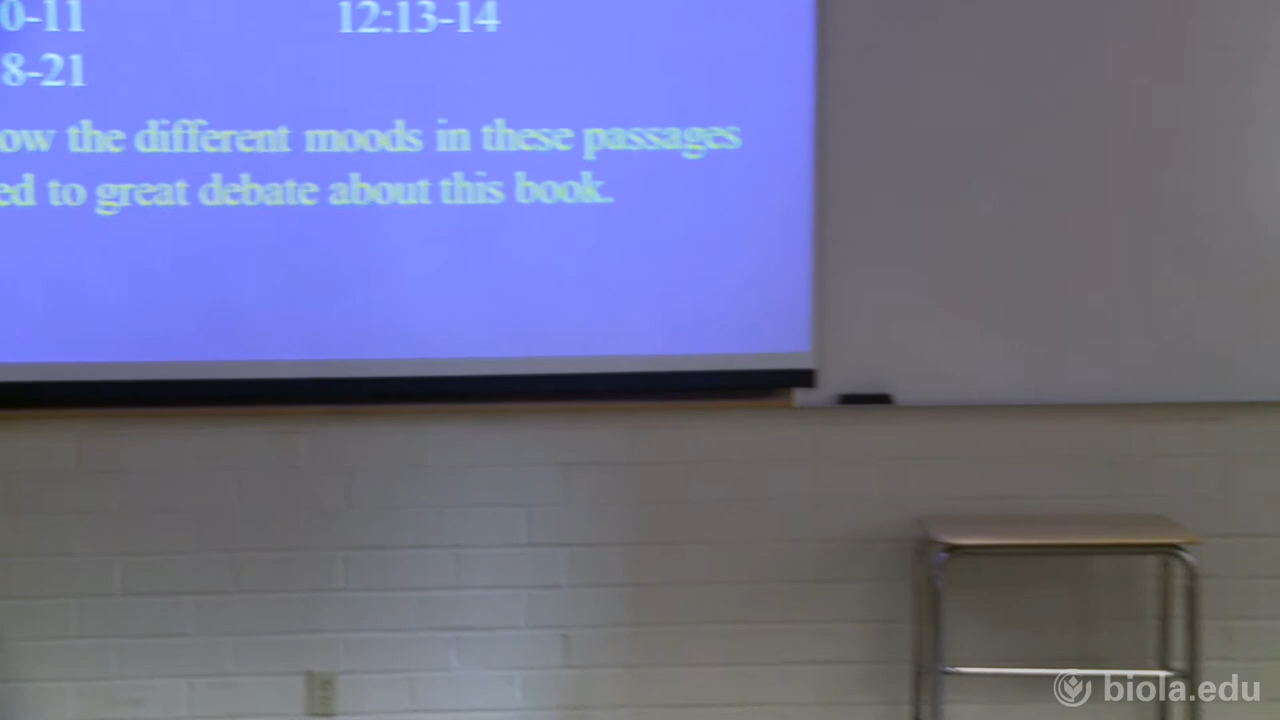 0-11 12:13-14
8-21
ow the different moods in these passages
ed to great debate about this book.
biola.edu